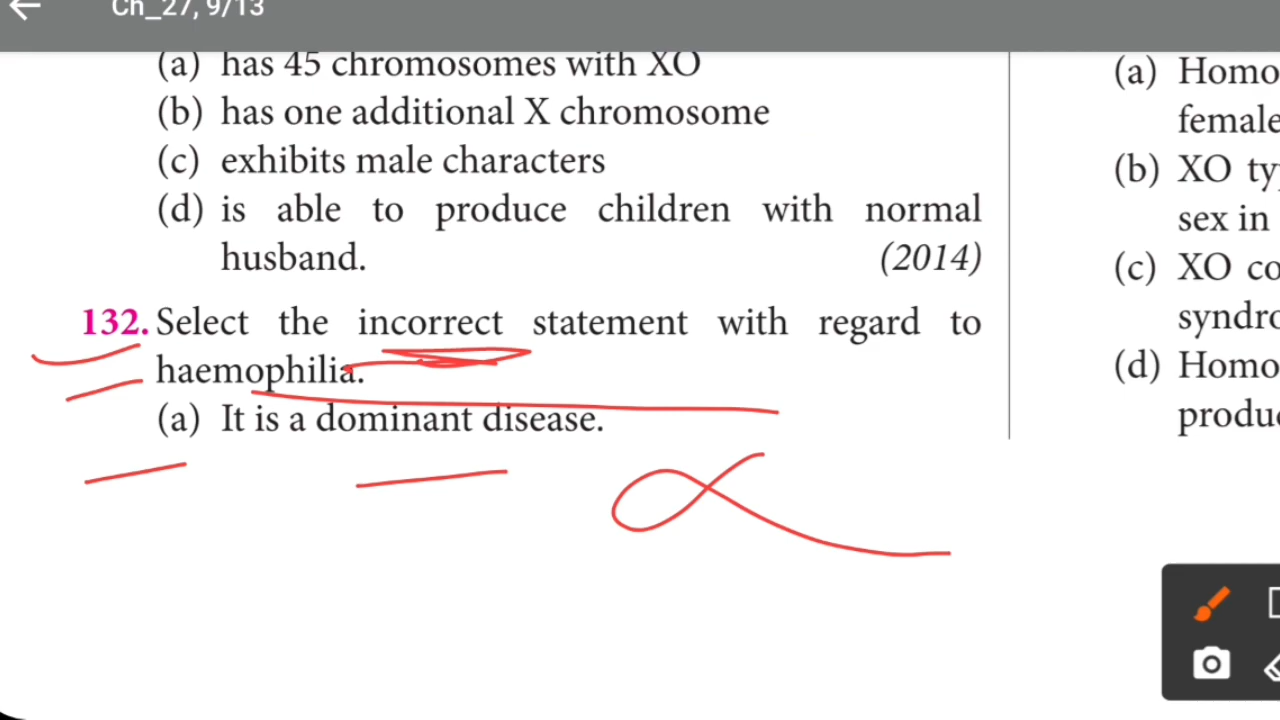 Ch_27, 9/13
(a) has 45 chromosomes with XO
(b) has one additional X chromosome
(c) exhibits male characters
(d) is able to produce children with normal
husband. (2014)
132. Select the incorrect statement with regard to
haemophilia.
(a) It is a dominant disease.
(a) Homo
female
(b) XO ty
sex in
(c) XO co
syndro
(d) Homo
produ